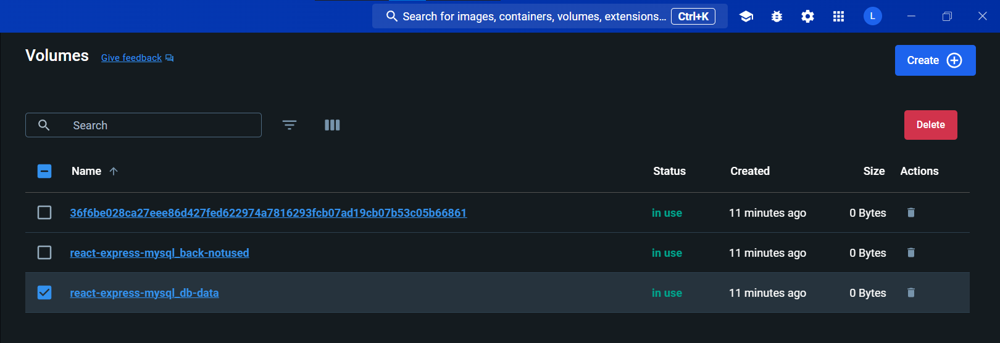 Search for images, containers, volumes, extensions... Ctrl+K L
Volumes Give feedback Create
Search Delete
Name Status Created Size Actions
36f6be028ca27eee86d427fed622974a7816293fcb07ad19cb07b53c05b66861 in use 11 minutes ago 0 Bytes
react-express-mysql_back-notused in use 11 minutes ago 0 Bytes
react-express-mysql_db-data in use 11 minutes ago 0 Bytes